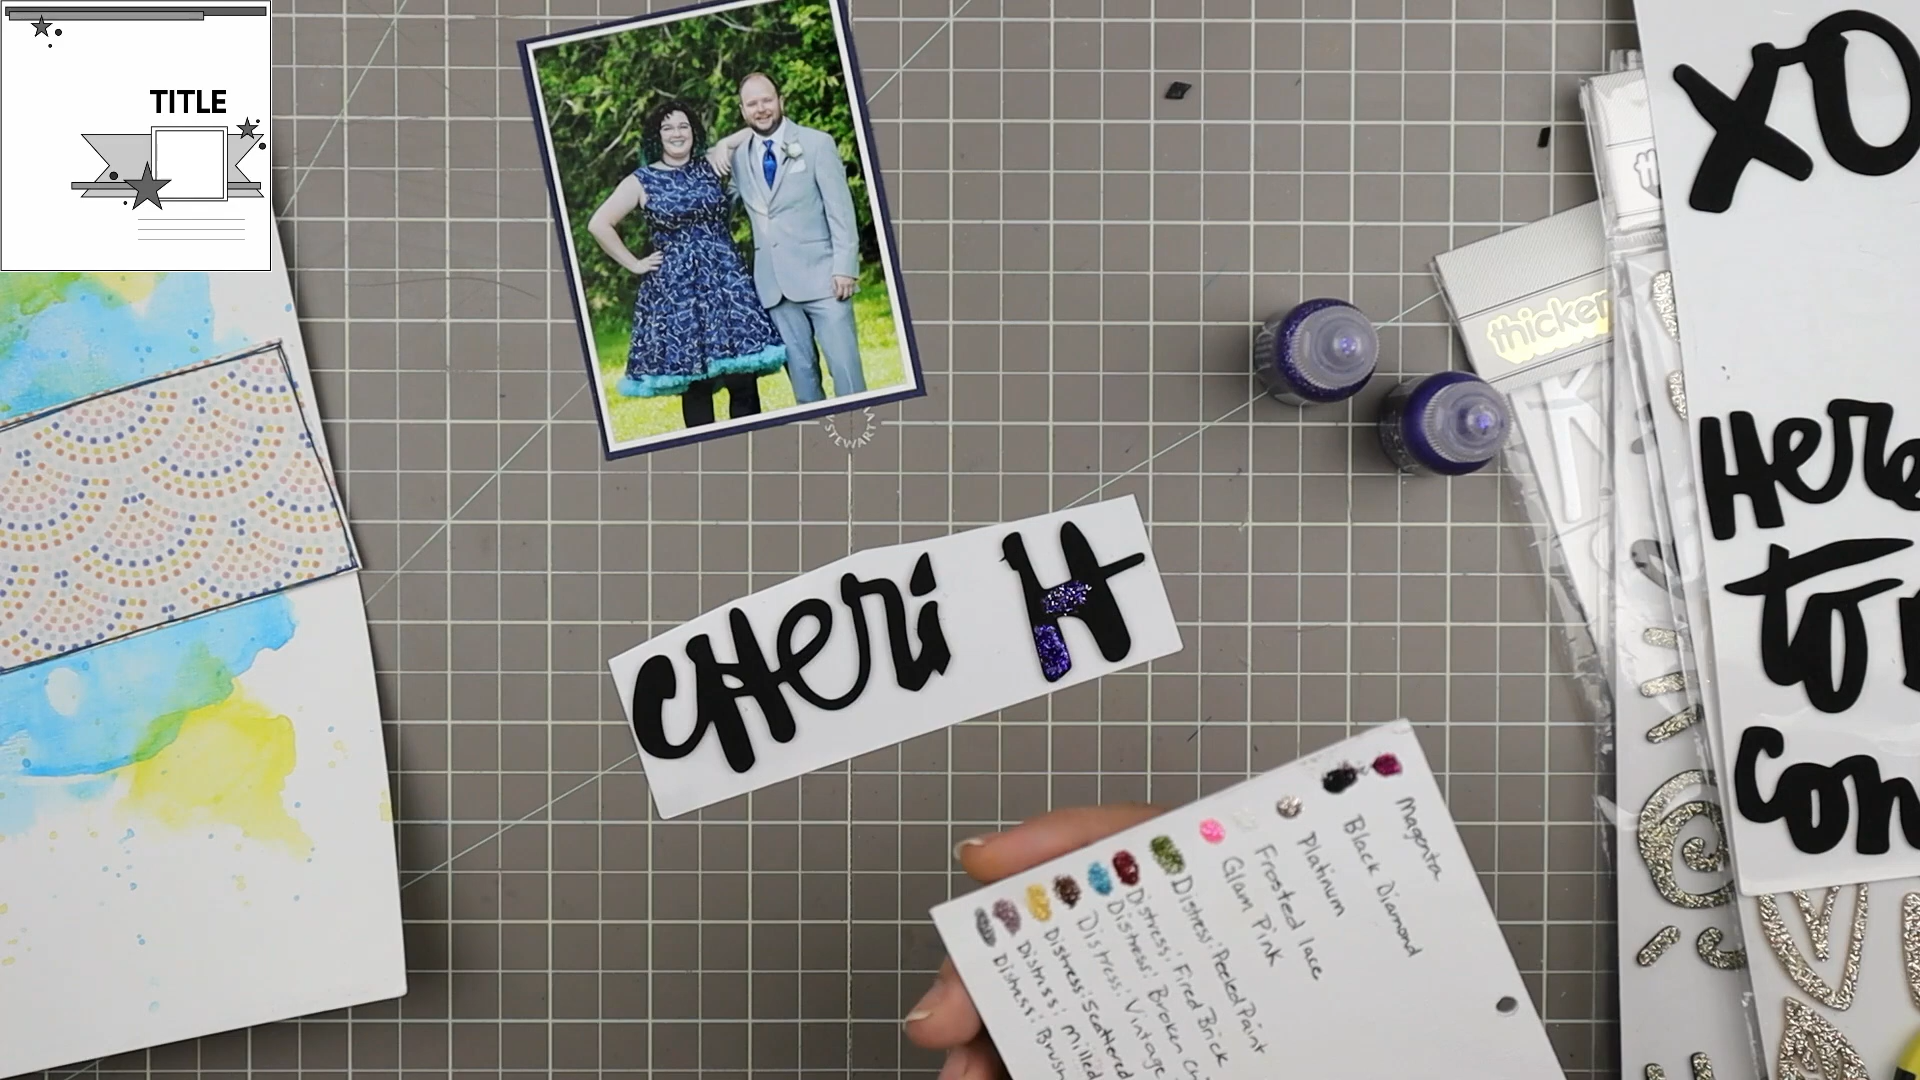 TITLE
STEWART
thicker
XO
Here
to
con
cHeri H
Magenta
Black Diamond
Platinum
Frosted lace
Glam Pink
Distress: Peeled Paint
Distress: Fired Brick
Distress: Broken
Distress: Vintage
Distress: Scattered
Distress: Milled
Distress: Brush